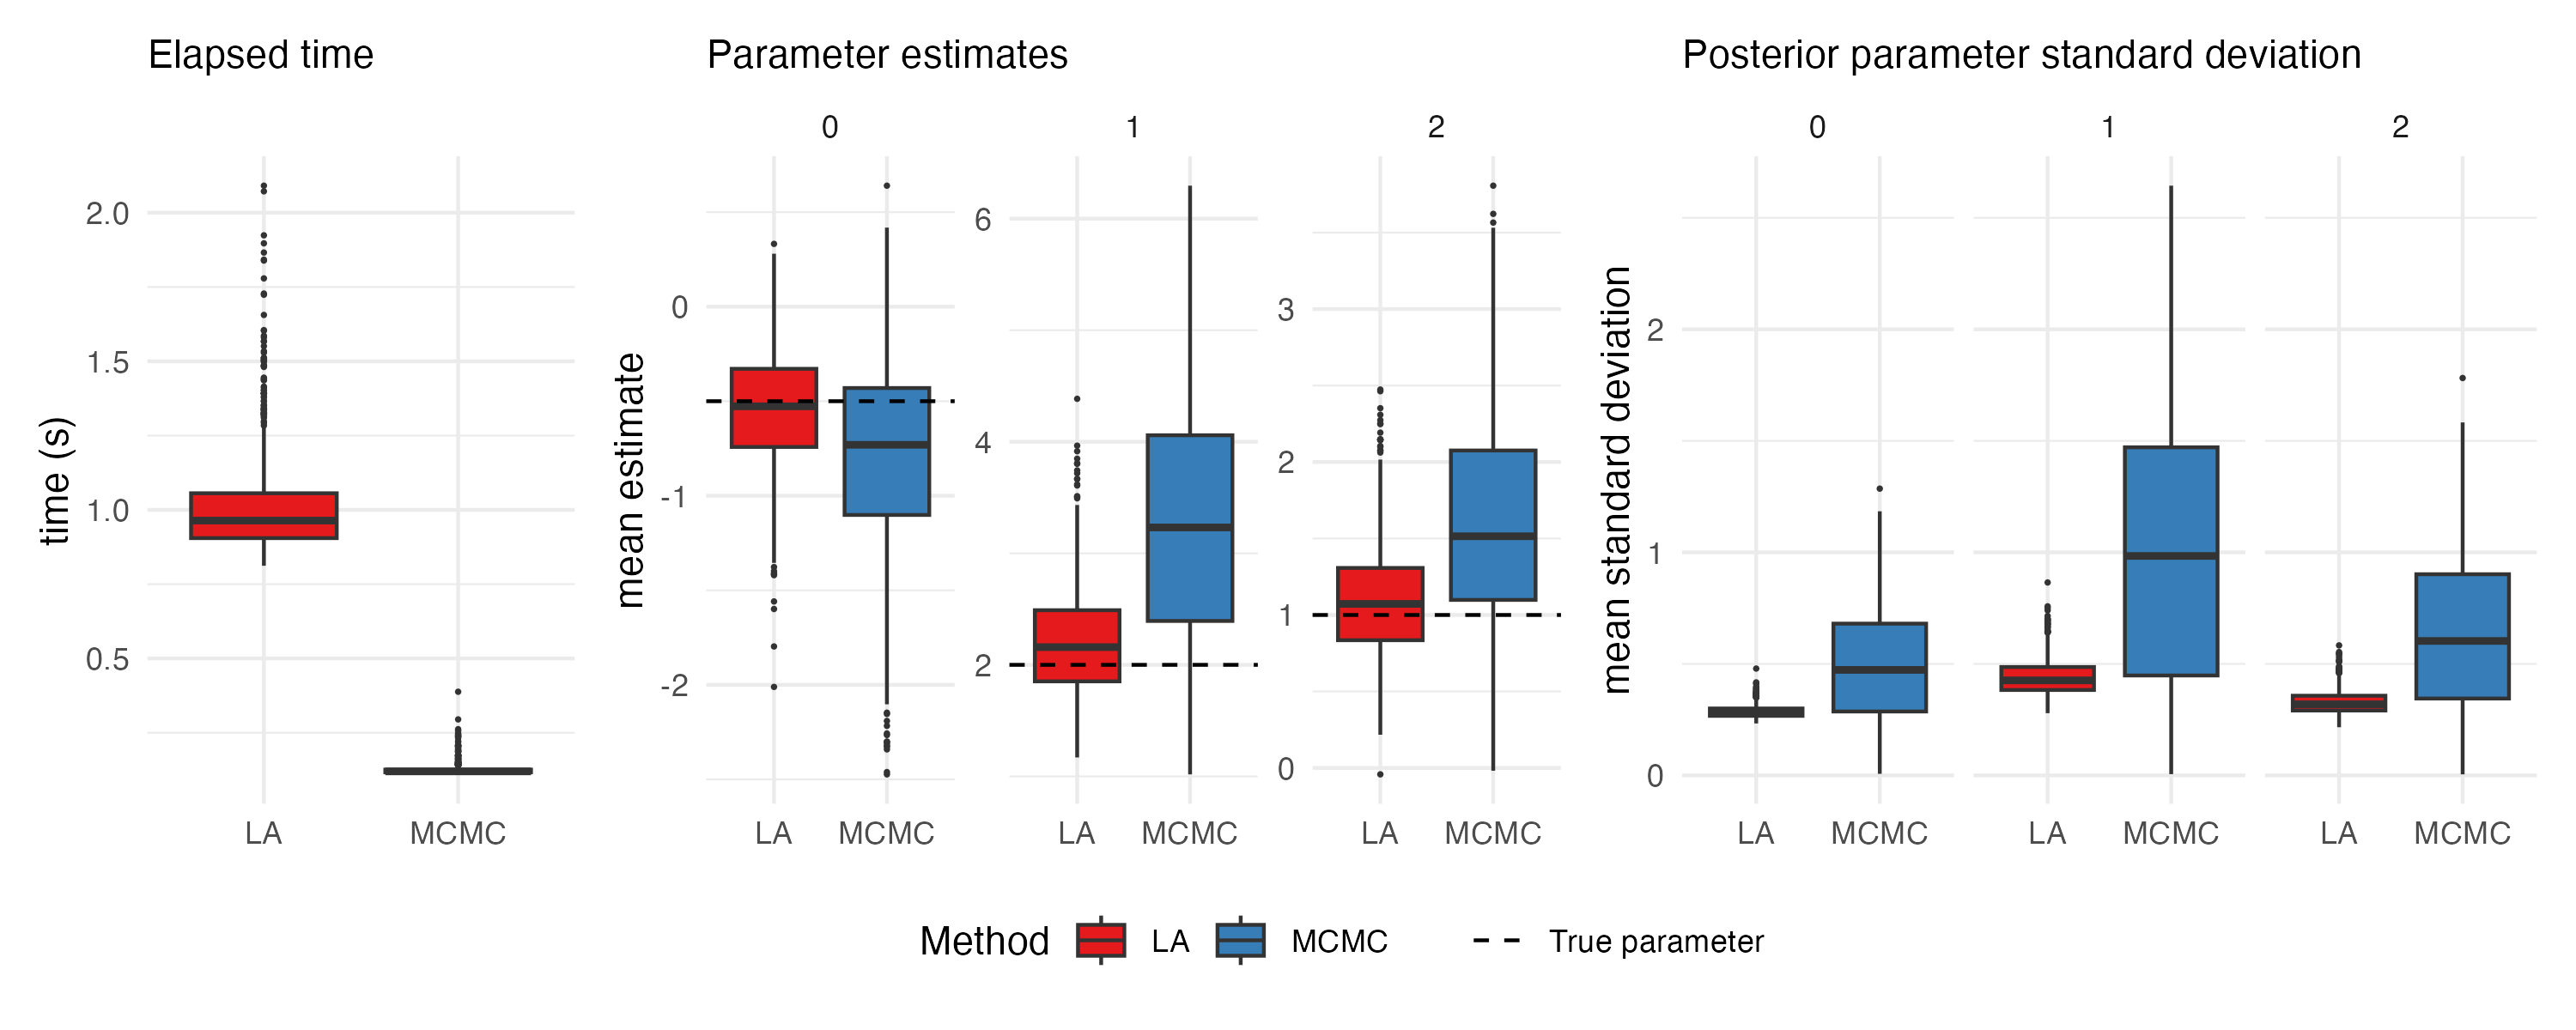 Elapsed time
Parameter estimates
Posterior parameter standard deviation
0
1
2
0
1
2
time (s)
2.0
1.5
1.0
0.5
LA
MCMC
mean estimate
0
-1
-2
LA
MCMC
6
4
2
LA
MCMC
3
2
1
0
LA
MCMC
mean standard deviation
2
1
0
LA
MCMC
LA
MCMC
LA
MCMC
Method LA MCMC True parameter